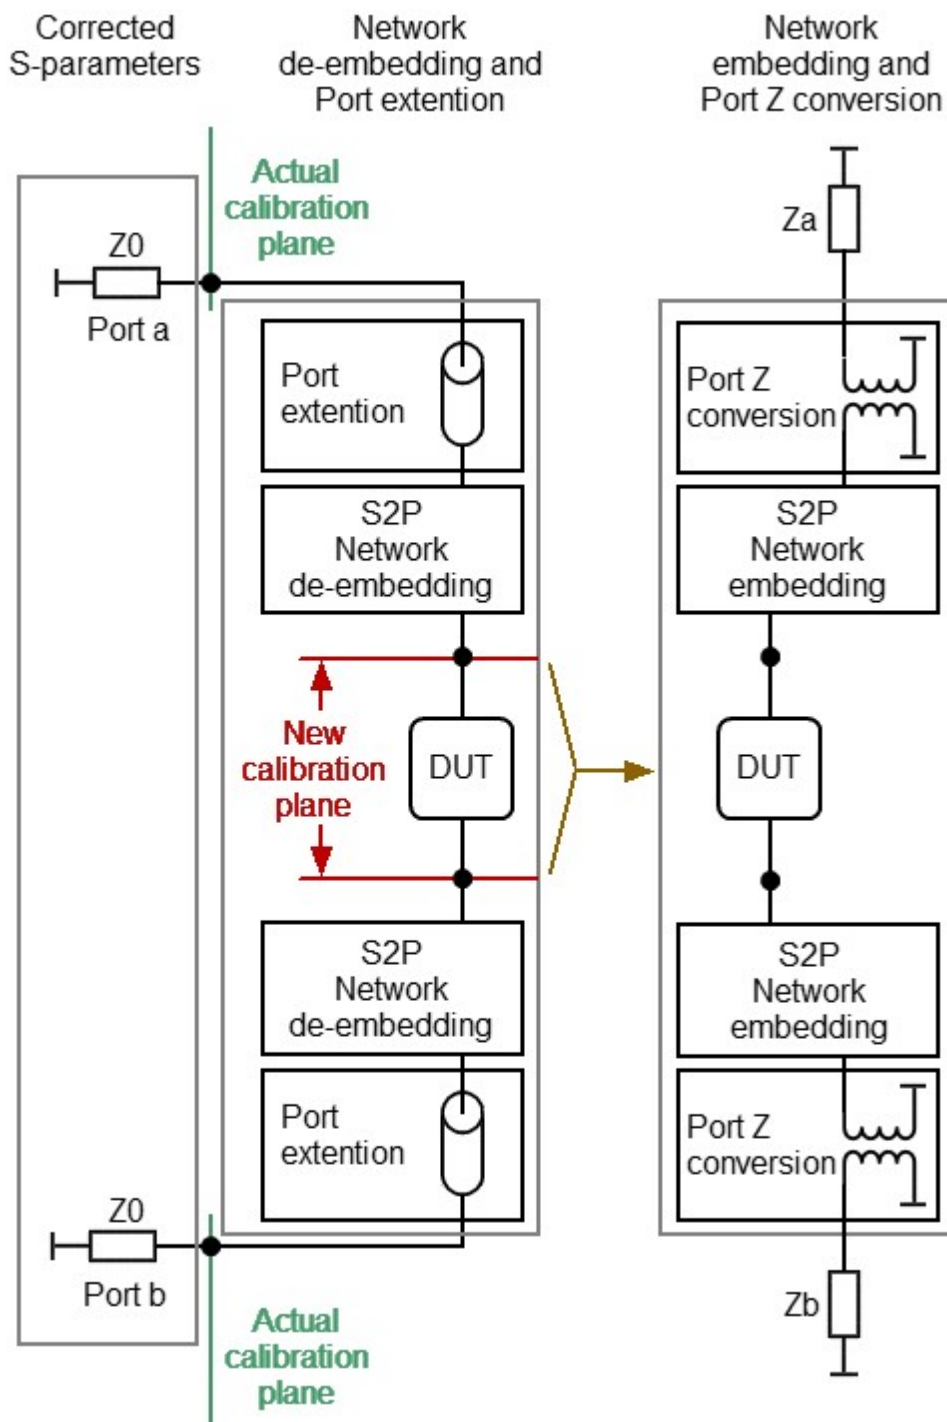 Corrected
S-parameters
Network
de-embedding and
Port extention
Network
embedding and
Port Z conversion
Actual
calibration
plane
Z0
Port a
Za
Port
extention
Port Z
conversion
S2P
Network
de-embedding
S2P
Network
embedding
New
calibration
plane
DUT
DUT
S2P
Network
de-embedding
S2P
Network
embedding
Port
extention
Port Z
conversion
Z0
Port b
Zb
Actual
calibration
plane